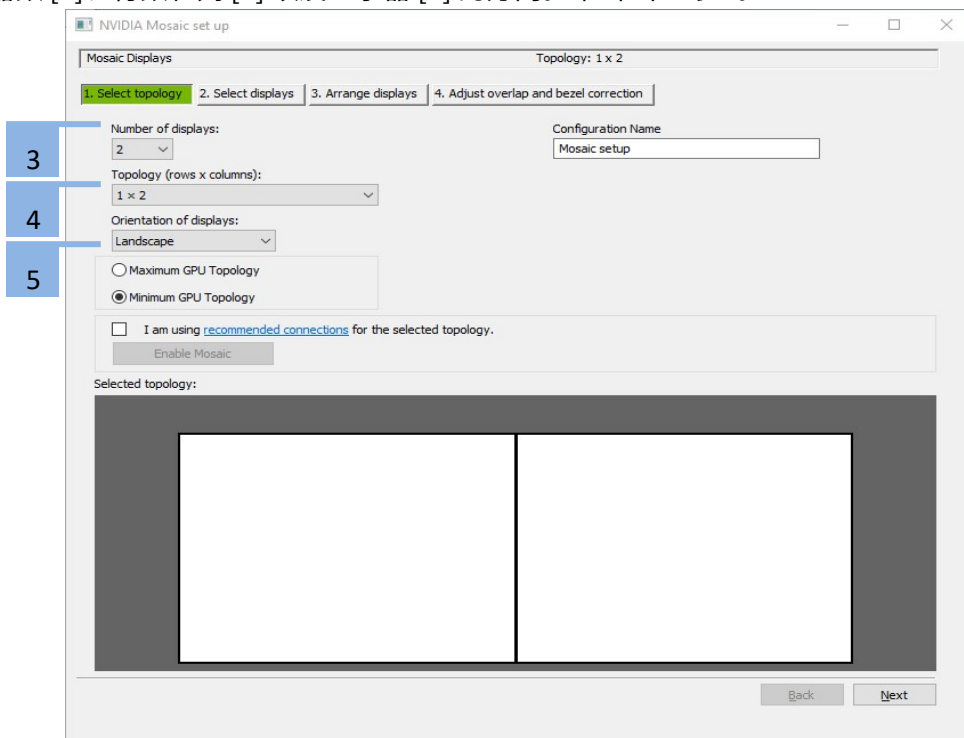 NVIDIA Mosaic set up
Mosaic Displays Topology: 1 x 2
1. Select topology 2. Select displays 3. Arrange displays 4. Adjust overlap and bezel correction
Number of displays: Configuration Name
3 2 Mosaic setup
Topology (rows x columns):
1 × 2
4 Orientation of displays:
Landscape
5 Maximum GPU Topology
Minimum GPU Topology
I am using recommended connections for the selected topology.
Enable Mosaic
Selected topology:
Back Next